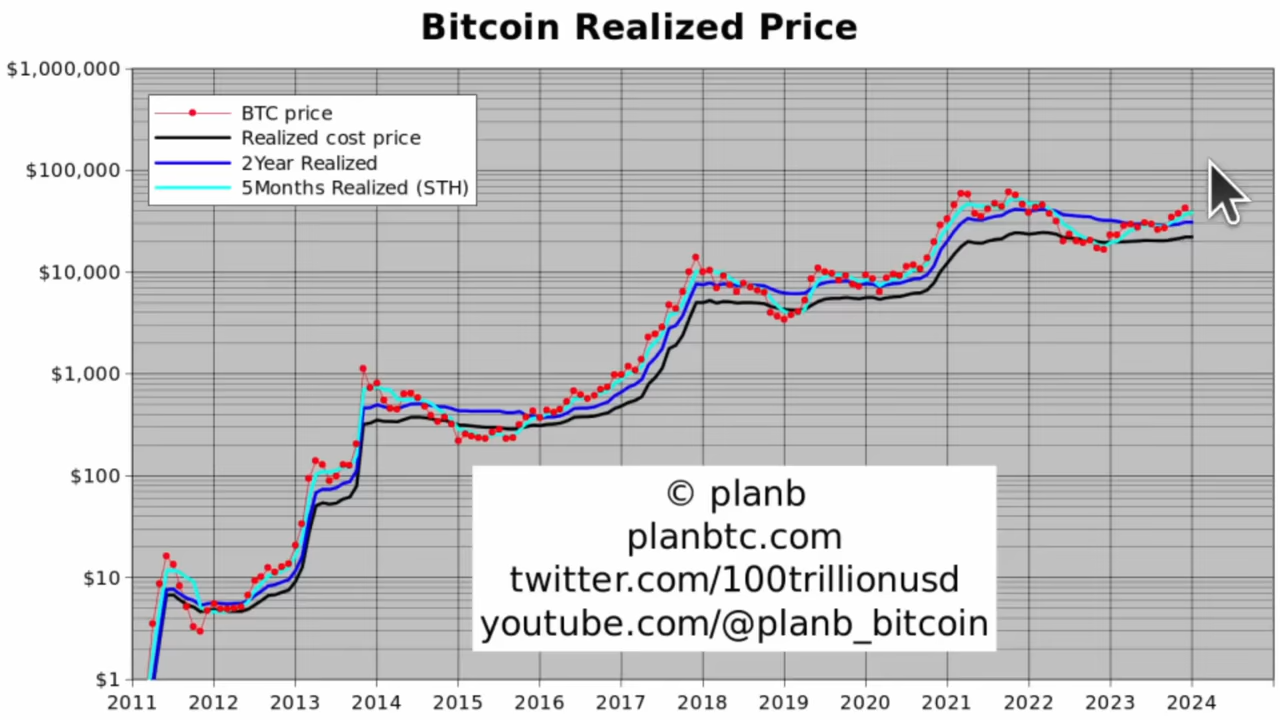 Bitcoin Realized Price
$1,000,000
$100,000
$10,000
$1,000
$100
$10
$1
BTC price
Realized cost price
2Year Realized
5Months Realized (STH)
© planb
planbtc.com
twitter.com/100trillionusd
youtube.com/@planb_bitcoin
2011 2012 2013 2014 2015 2016 2017 2018 2019 2020 2021 2022 2023 2024